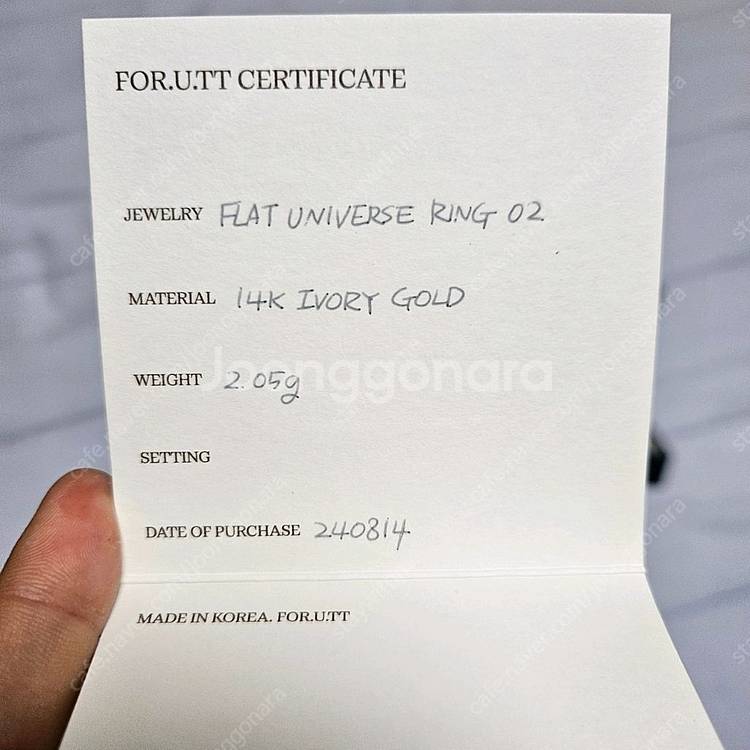 FOR.U.TT CERTIFICATE
JEWELRY FLAT UNIVERSE RING 02
MATERIAL 14K IVORY GOLD
Joonggonara
WEIGHT 2.05g
SETTING
DATE OF PURCHASE 240814
MADE IN KOREA. FOR.U.TT